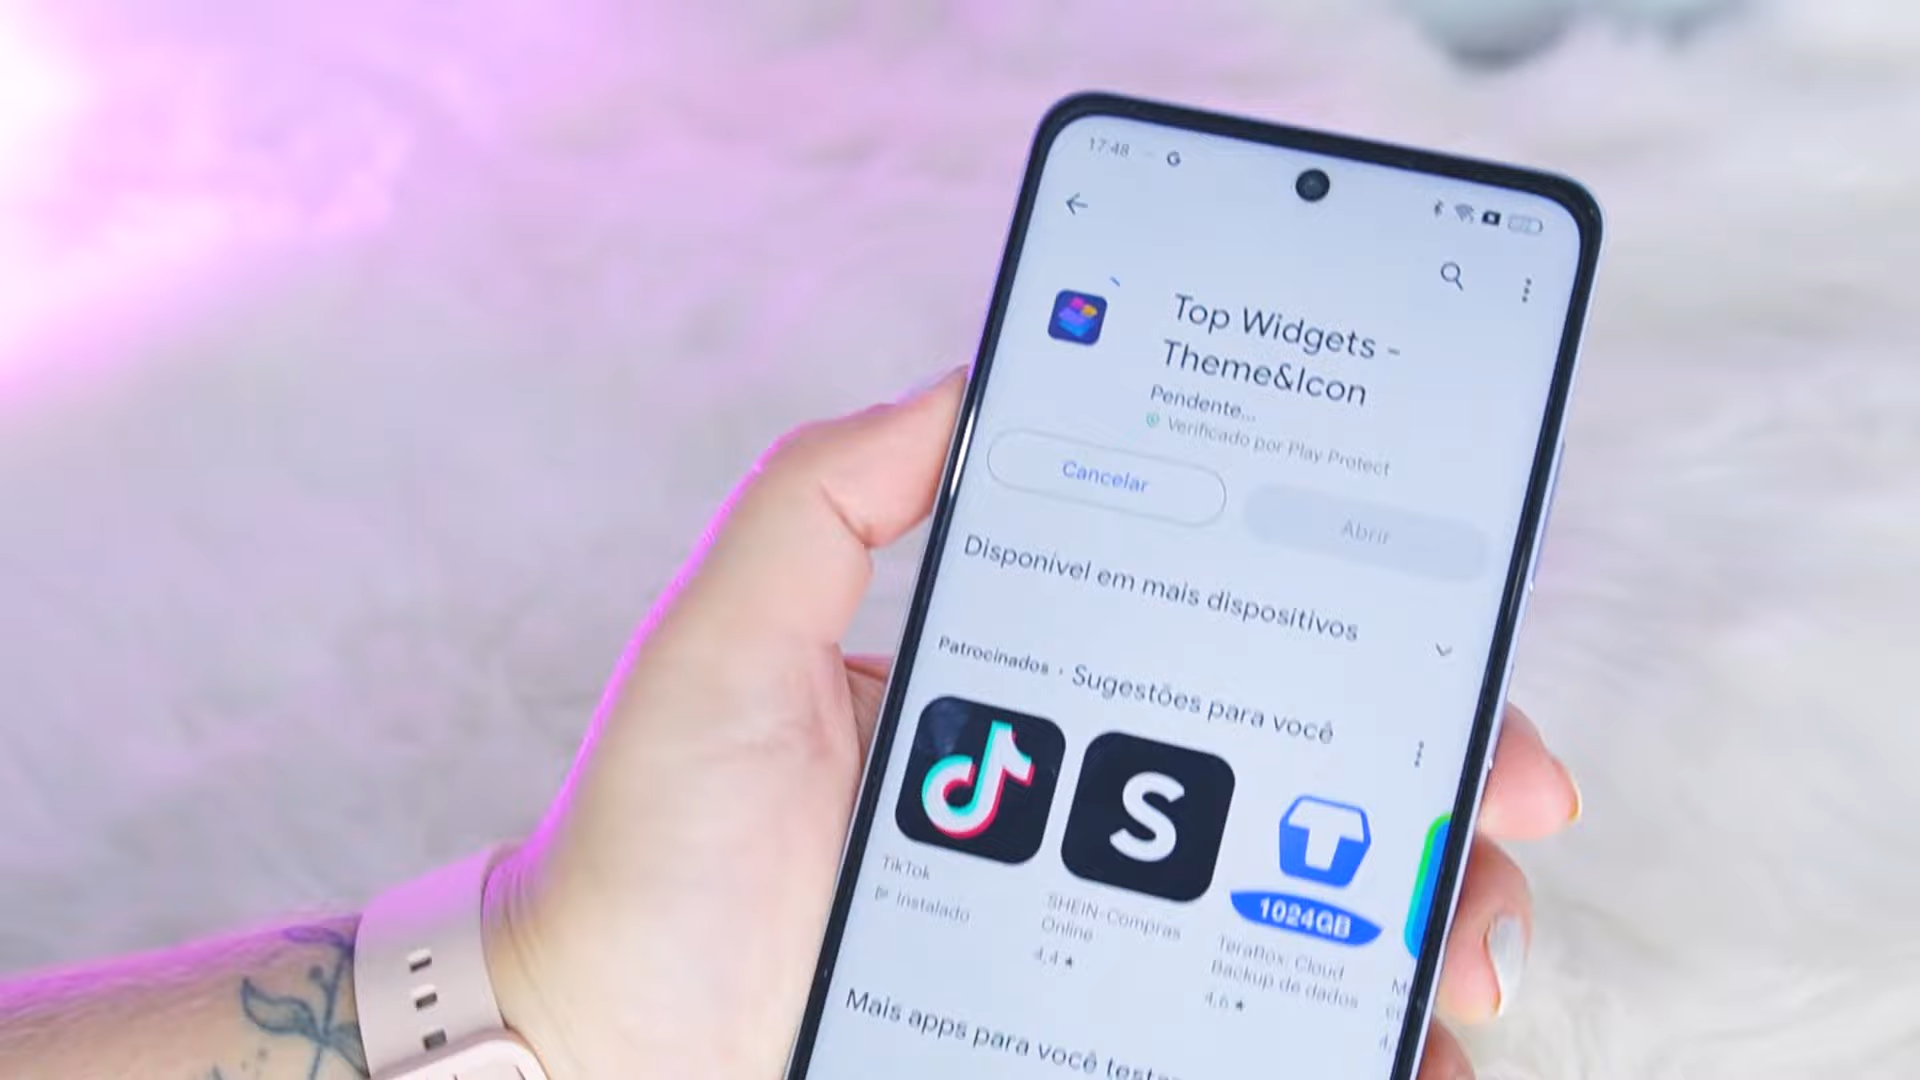 17:48
G
Top Widgets -
Theme&Icon
Pendente...
Verificado por Play Protect
Cancelar
Abrir
Disponível em mais dispositivos
Patrocinados · Sugestões para você
S
1024GB
TikTok
Instalado
SHEIN-Compras
Online
4,4 ★
TeraBox: Cloud
Backup de dados
4,6 ★
Mais apps para você